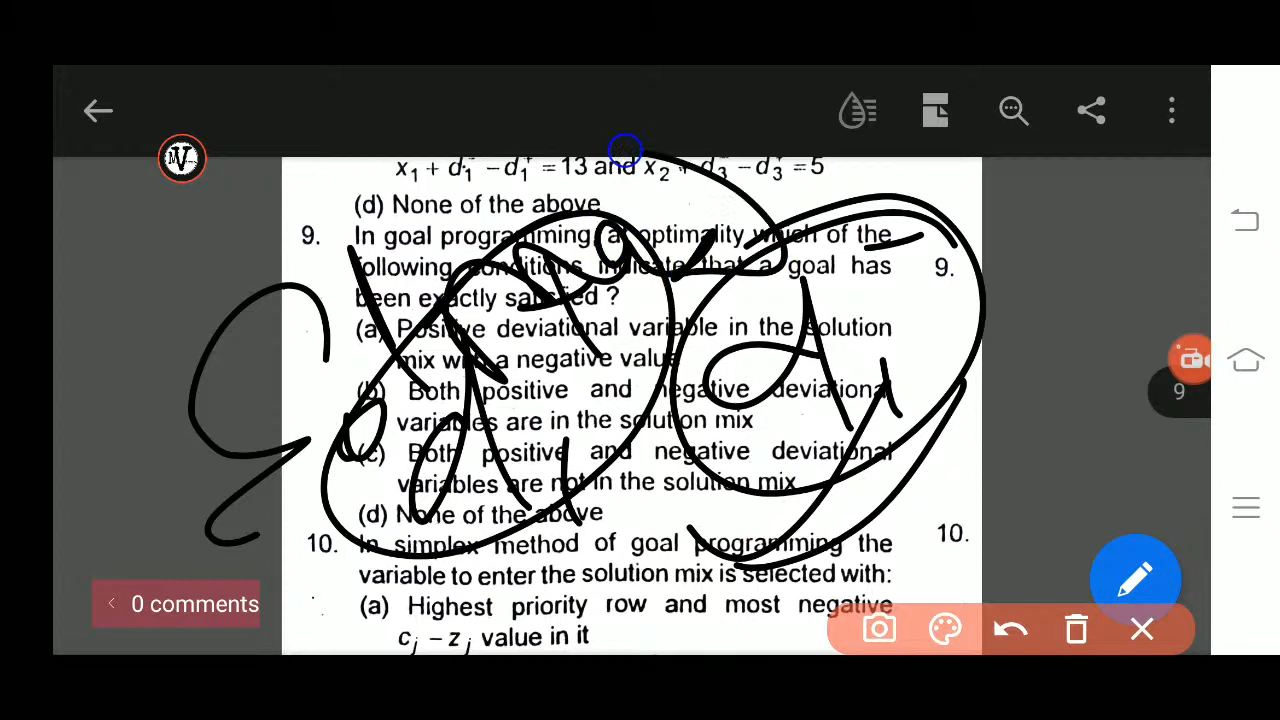 x₁ + d₁⁻ − d₁⁺ = 13 and x₂ + d₃⁻ − d₃⁺ = 5
(d) None of the above
9. In goal programming, at optimality which of the
following conditions indicate that a goal has
been exactly satisfied ?
(a) Positive deviational variable in the solution
mix with a negative value
(b) Both positive and negative deviational
variables are in the solution mix
(c) Both positive and negative deviational
variables are not in the solution mix
(d) None of the above
10. In simplex method of goal programming the
variable to enter the solution mix is selected with:
(a) Highest priority row and most negative
cⱼ − zⱼ value in it
9.
10.
9
0 comments